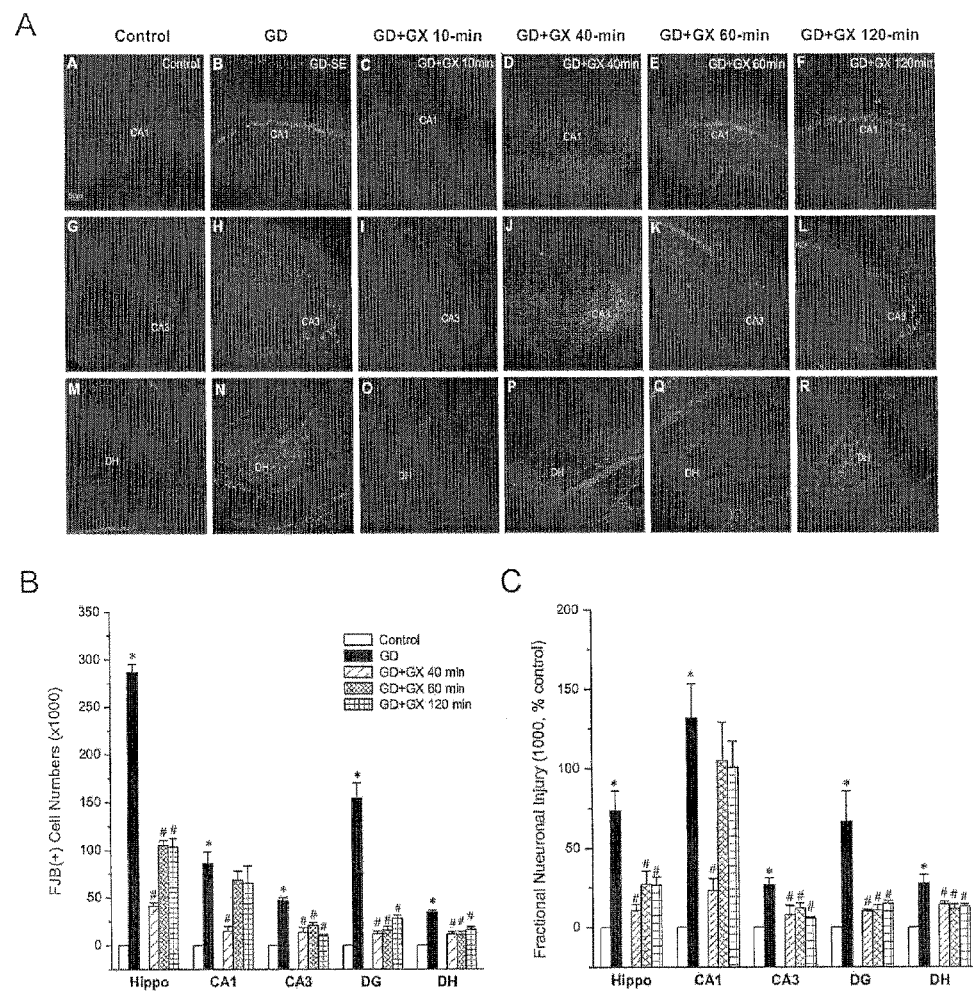 A
Control GD GD+GX 10-min GD+GX 40-min GD+GX 60-min GD+GX 120-min
A Control B GD-SE C GD+GX 10min D GD+GX 40min E GD+GX 60min F GD+GX 120min
CA1 CA1 CA1 CA1 CA1 CA1
G H I J K L
CA3 CA3 CA3 CA3 CA3 CA3
M N O P Q R
DH DH DH DH DH DH
B
FJB(+) Cell Numbers (x1000)
350
300
250
200
150
100
50
0
Control
GD
GD+GX 40 min
GD+GX 60 min
GD+GX 120 min
* # # # * # * # # # * # # # * # # #
Hippo CA1 CA3 DG DH
C
Fractional Nueuronal Injury (1000, % control)
200
150
100
50
0
* # # # * # * # # # * # # # * # # #
Hippo CA1 CA3 DG DH